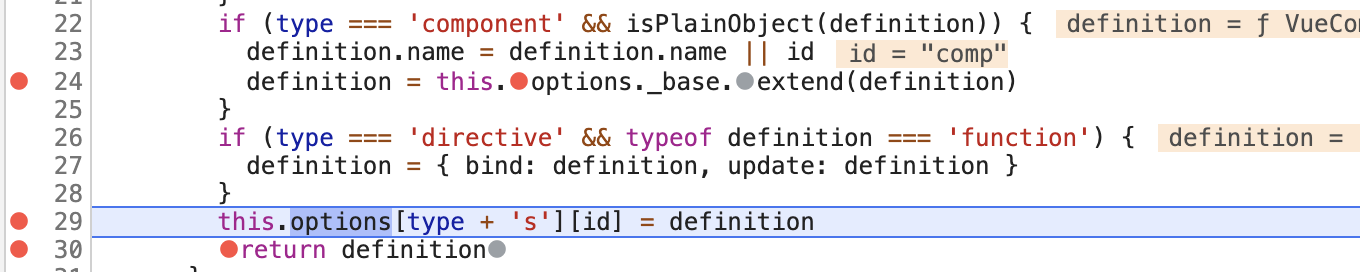 21 }
22 if (type === 'component' && isPlainObject(definition)) { definition = ƒ VueCon
23 definition.name = definition.name || id id = "comp"
24 definition = this.options._base.extend(definition)
25 }
26 if (type === 'directive' && typeof definition === 'function') { definition =
27 definition = { bind: definition, update: definition }
28 }
29 this.options[type + 's'][id] = definition
30 return definition
31 }